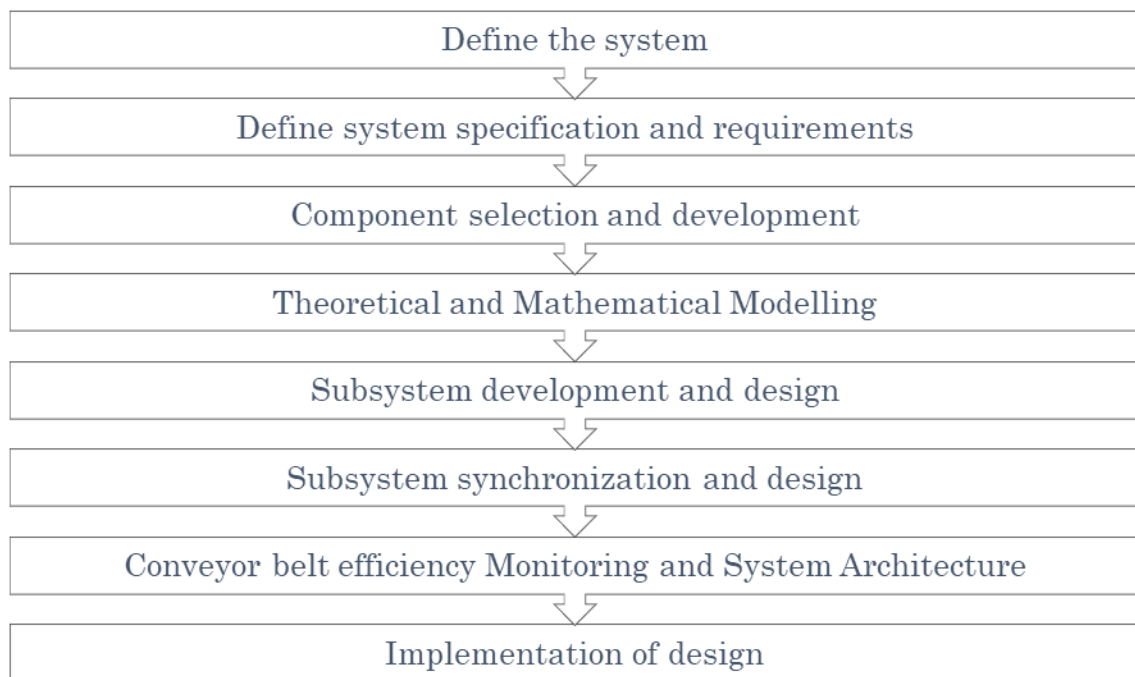 Define the system
Define system specification and requirements
Component selection and development
Theoretical and Mathematical Modelling
Subsystem development and design
Subsystem synchronization and design
Conveyor belt efficiency Monitoring and System Architecture
Implementation of design